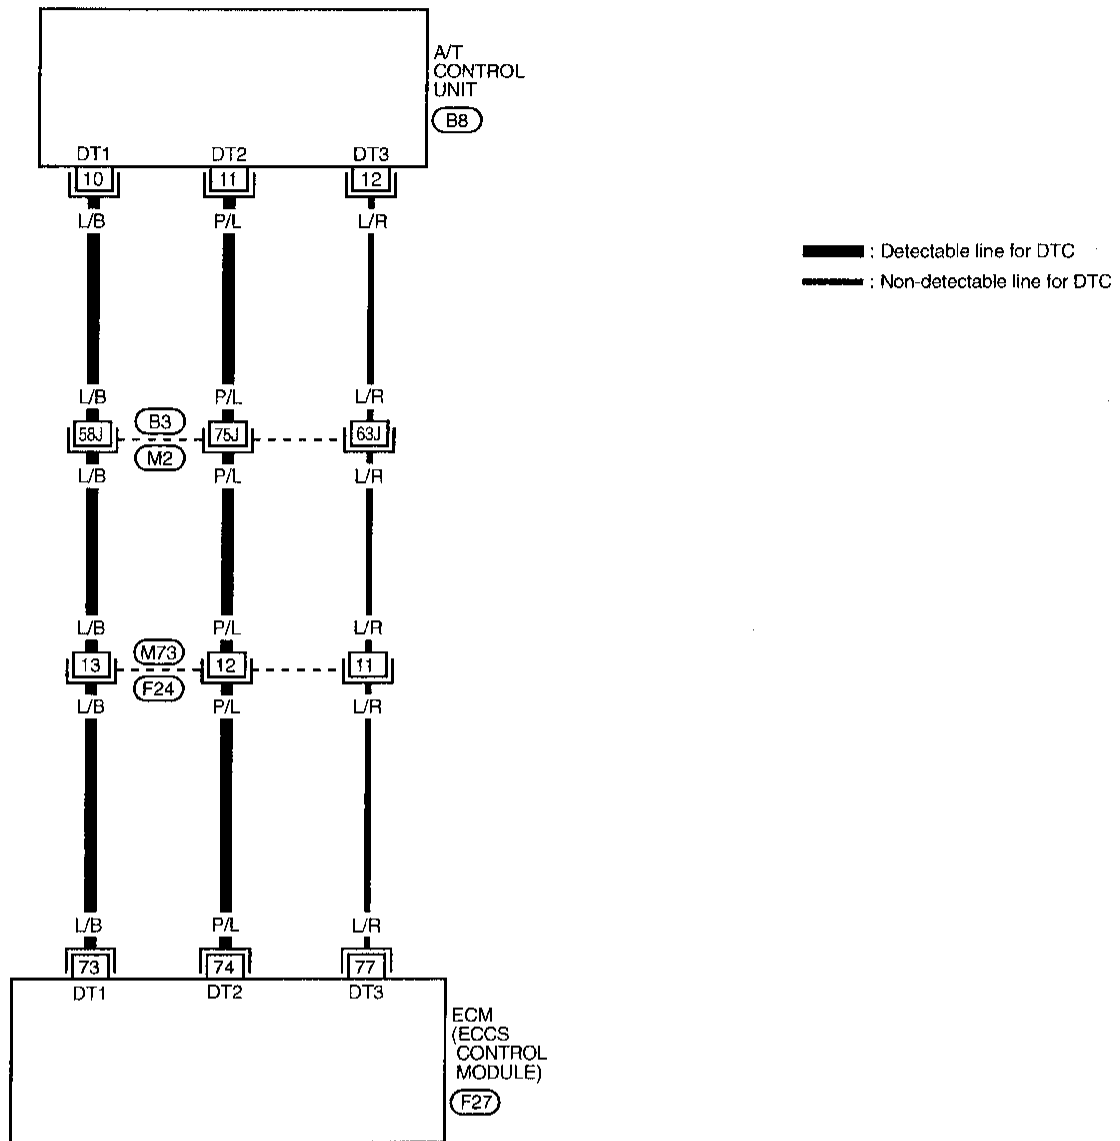 A/T
CONTROL
UNIT
B8
DT1 DT2 DT3
10 11 12
L/B P/L L/R
: Detectable line for DTC
: Non-detectable line for DTC
L/B P/L L/R
58J B3 75J 63J
M2
L/B P/L L/R
L/B P/L L/R
13 M73 12 11
F24
L/B P/L L/R
L/B P/L L/R
73 74 77
DT1 DT2 DT3
ECM
(ECCS
CONTROL
MODULE)
F27